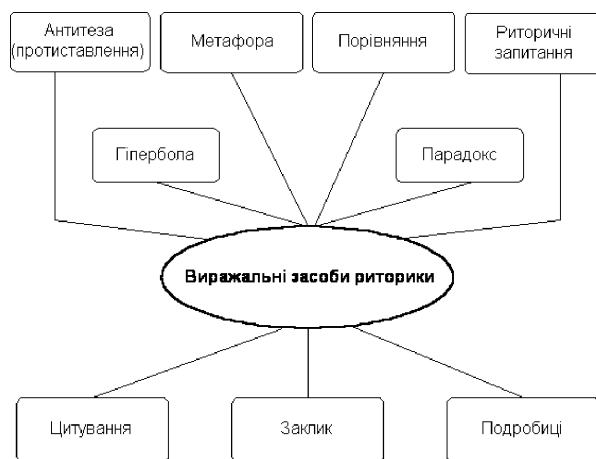 Антитеза
(протиставлення)
Метафора
Порівняння
Риторичні
запитання
Гіпербола
Парадокс
Виражальні засоби риторики
Цитування
Заклик
Подробиці